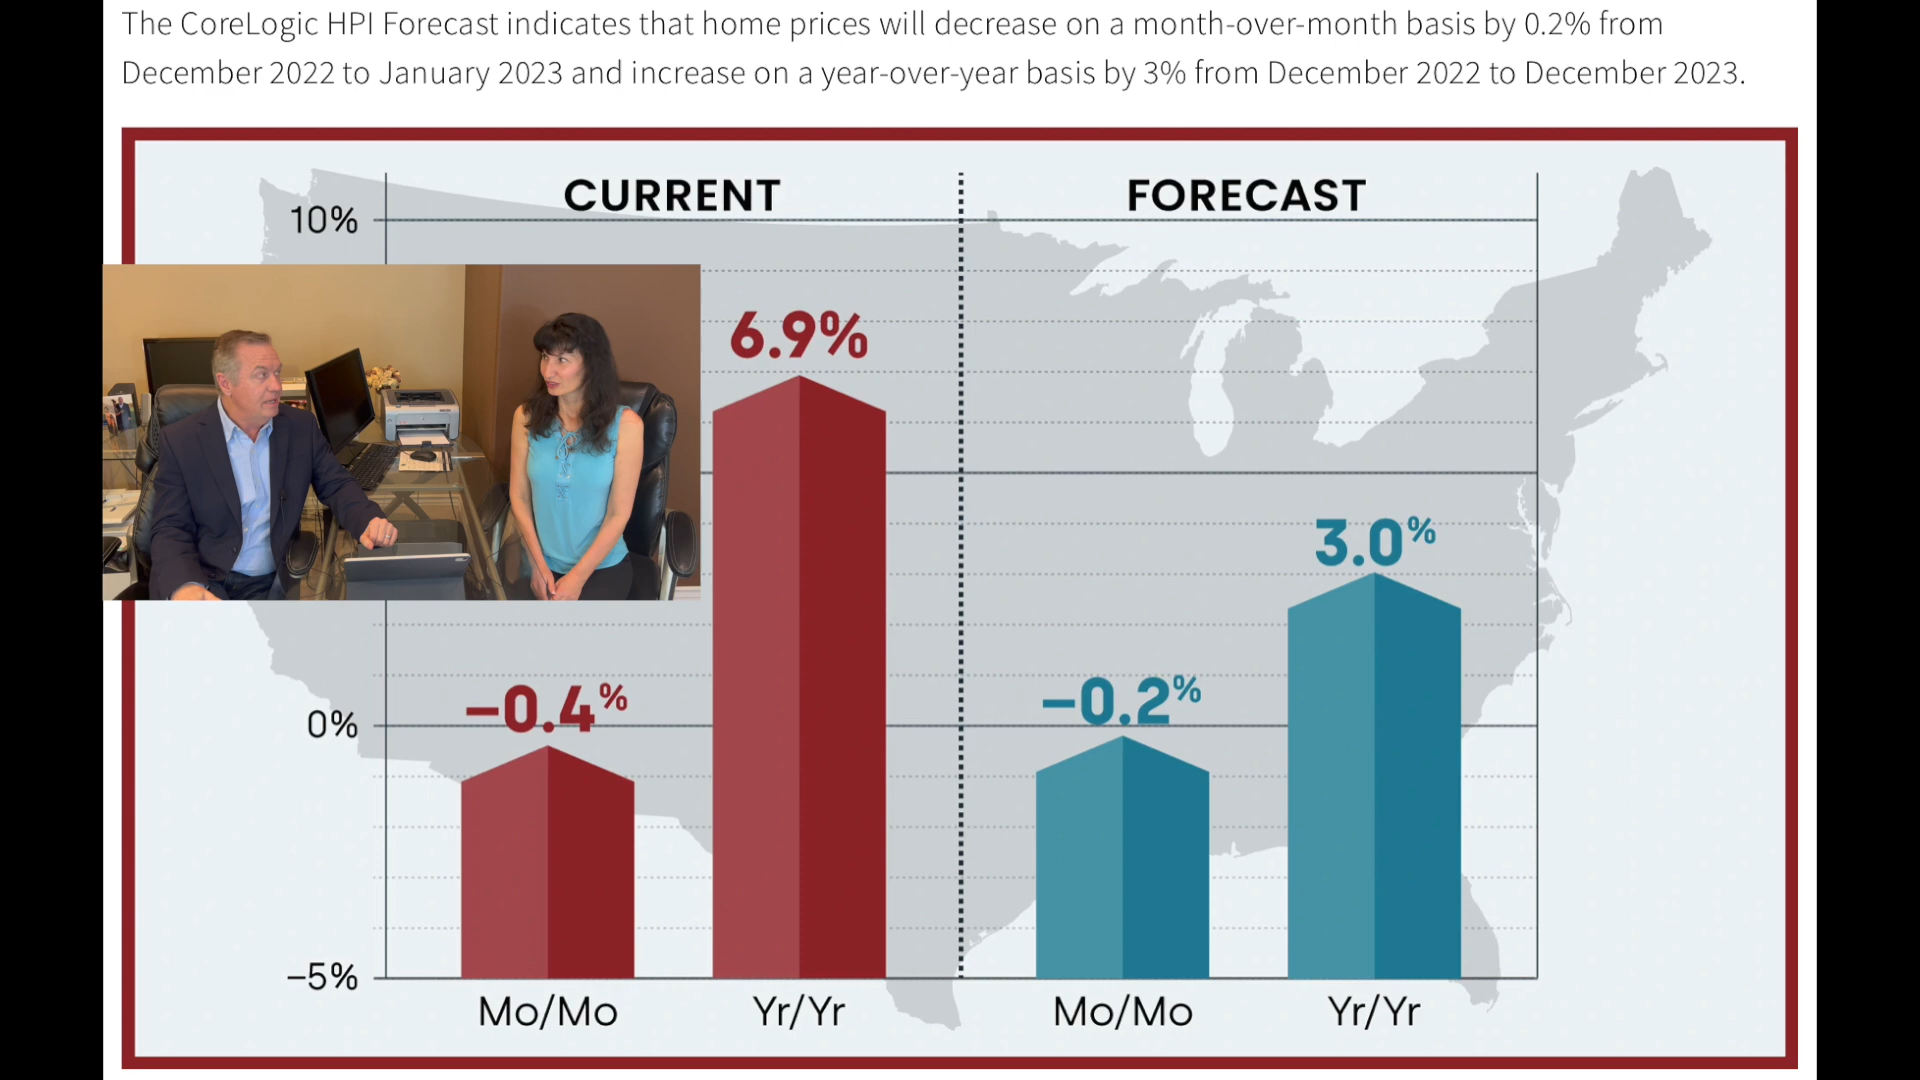 The CoreLogic HPI Forecast indicates that home prices will decrease on a month-over-month basis by 0.2% from
December 2022 to January 2023 and increase on a year-over-year basis by 3% from December 2022 to December 2023.
CURRENT
FORECAST
10%
6.9%
3.0%
−0.4%
−0.2%
0%
−5%
Mo/Mo
Yr/Yr
Mo/Mo
Yr/Yr